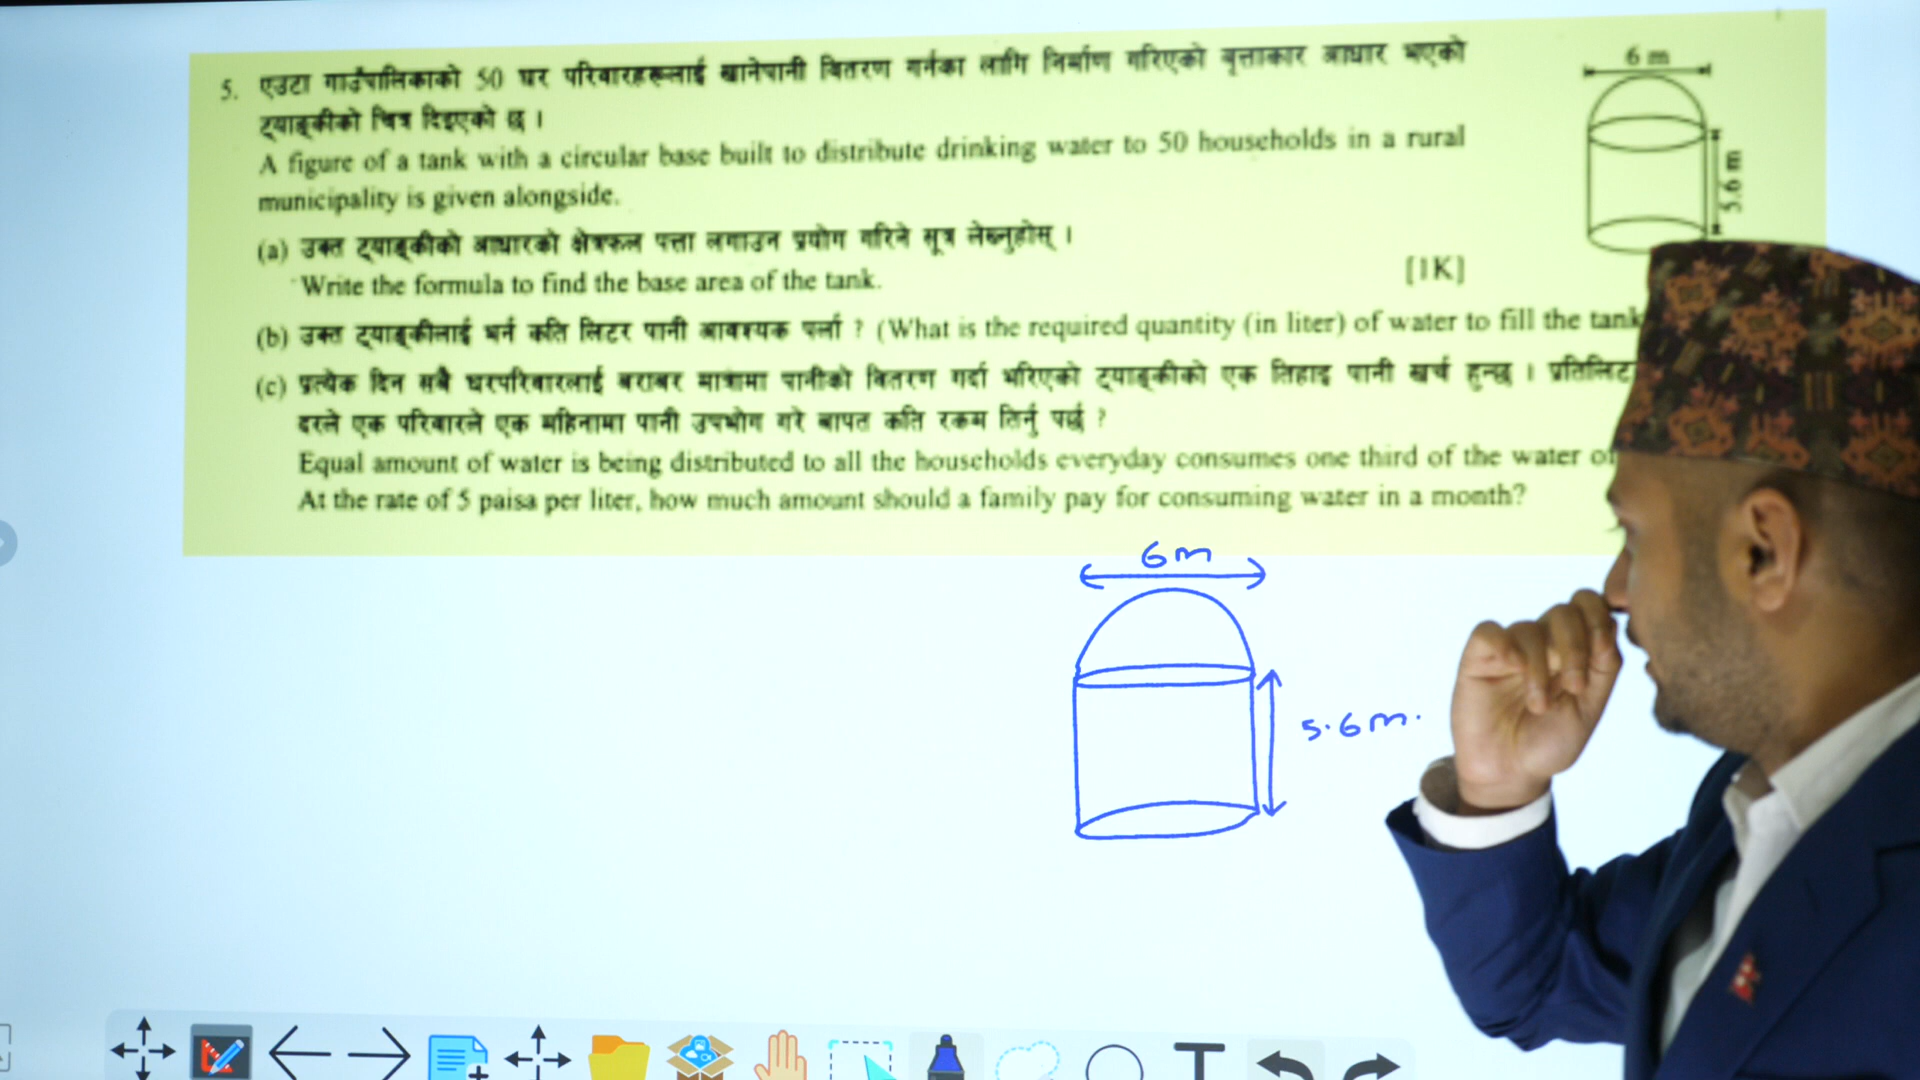 5. एउटा गाउँपालिकाको 50 घर परिवारहरूलाई खानेपानी वितरण गर्नका लागि निर्माण गरिएको वृत्ताकार आधार भएको
ट्याङ्कीको चित्र दिइएको छ ।
A figure of a tank with a circular base built to distribute drinking water to 50 households in a rural
municipality is given alongside.
6 m
5.6 m
(a) उक्त ट्याङ्कीको आधारको क्षेत्रफल पत्ता लगाउन प्रयोग गरिने सूत्र लेख्नुहोस् ।
Write the formula to find the base area of the tank.
[1K]
(b) उक्त ट्याङ्कीलाई भर्न कति लिटर पानी आवश्यक पर्ला ? (What is the required quantity (in liter) of water to fill the tank
(c) प्रत्येक दिन सबै घरपरिवारलाई बराबर मात्रामा पानीको वितरण गर्दा भरिएको ट्याङ्कीको एक तिहाइ पानी खर्च हुन्छ ।
दरले एक परिवारले एक महिनामा पानी उपभोग गरे बापत कति रकम तिर्नु पर्छ ?
Equal amount of water is being distributed to all the households everyday consumes one third of the water of
At the rate of 5 paisa per liter, how much amount should a family pay for consuming water in a month?
6m
5.6m.